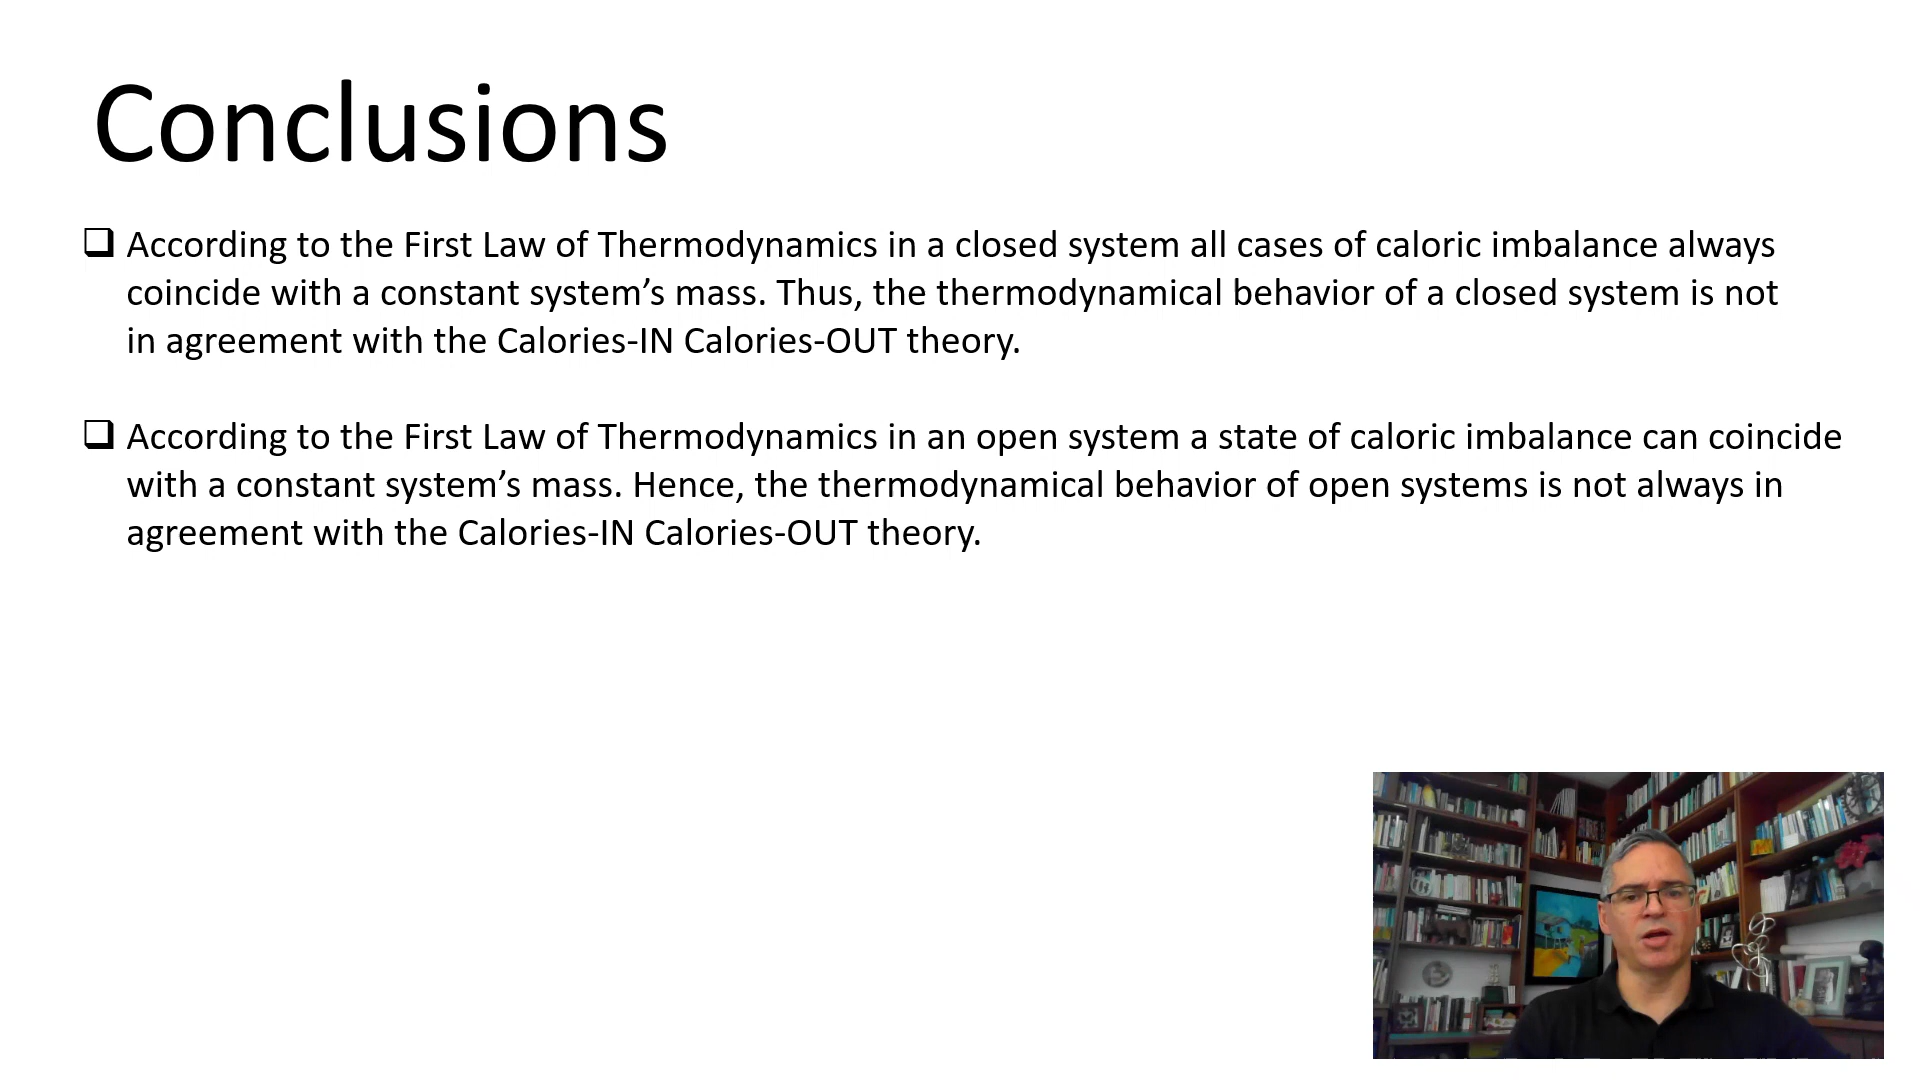 Conclusions
❑ According to the First Law of Thermodynamics in a closed system all cases of caloric imbalance always
coincide with a constant system’s mass. Thus, the thermodynamical behavior of a closed system is not
in agreement with the Calories-IN Calories-OUT theory.
❑ According to the First Law of Thermodynamics in an open system a state of caloric imbalance can coincide
with a constant system’s mass. Hence, the thermodynamical behavior of open systems is not always in
agreement with the Calories-IN Calories-OUT theory.